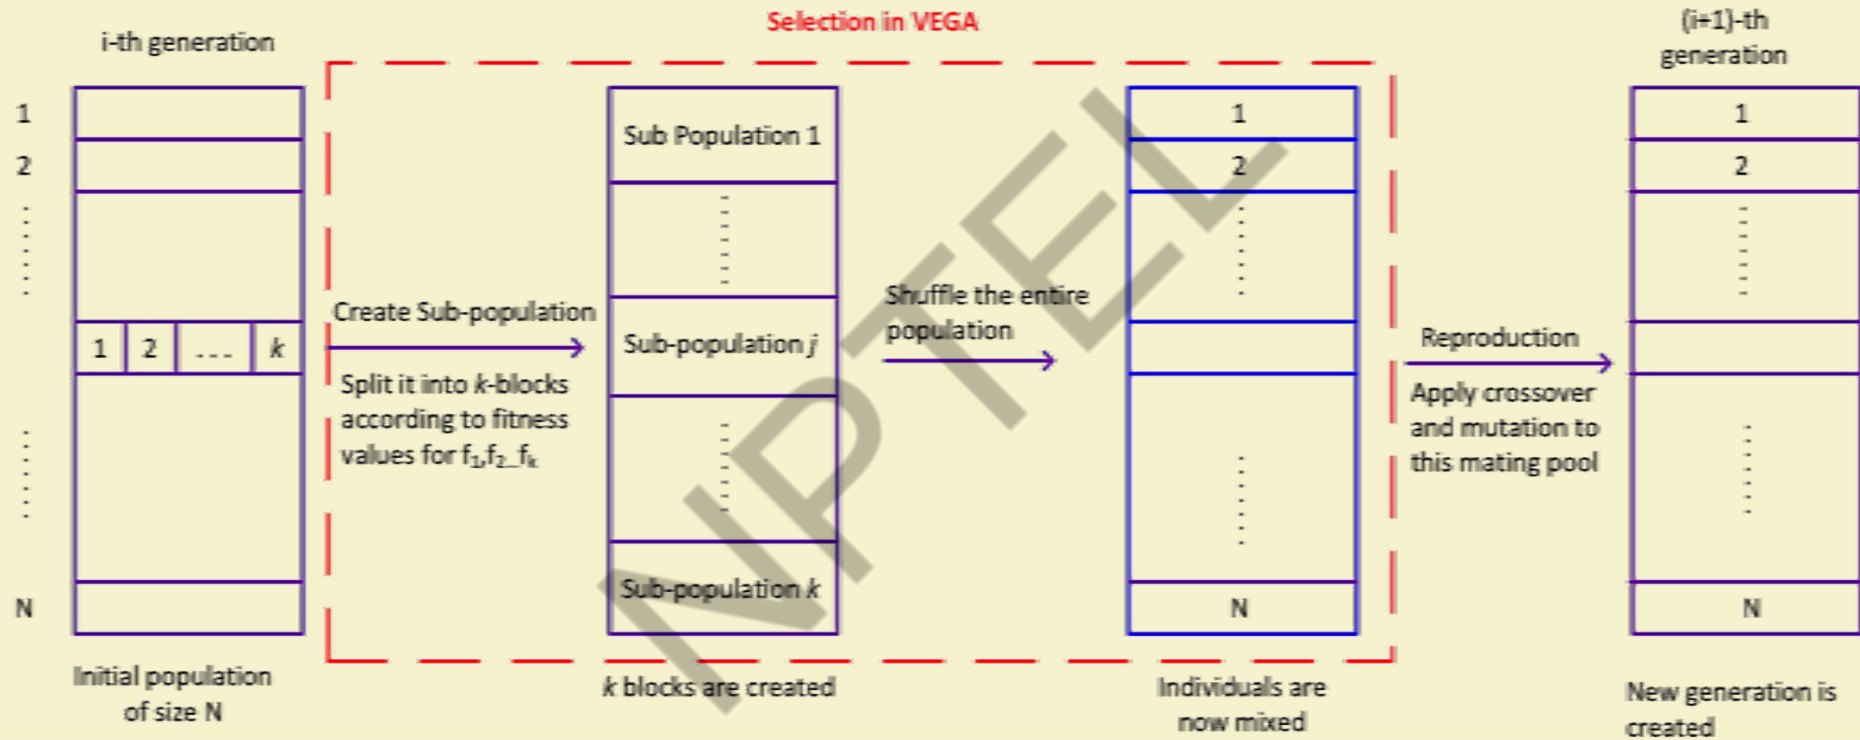 Selection in VEGA
i-th generation
(i+1)-th
generation
1
2
1 2 .... k
N
Initial population
of size N
Create Sub-population
Split it into k-blocks
according to fitness
values for f₁,f₂_fₖ
Sub Population 1
Sub-population j
Sub-population k
k blocks are created
Shuffle the entire
population
1
2
N
Individuals are
now mixed
Reproduction
Apply crossover
and mutation to
this mating pool
1
2
N
New generation is
created
NPTEL